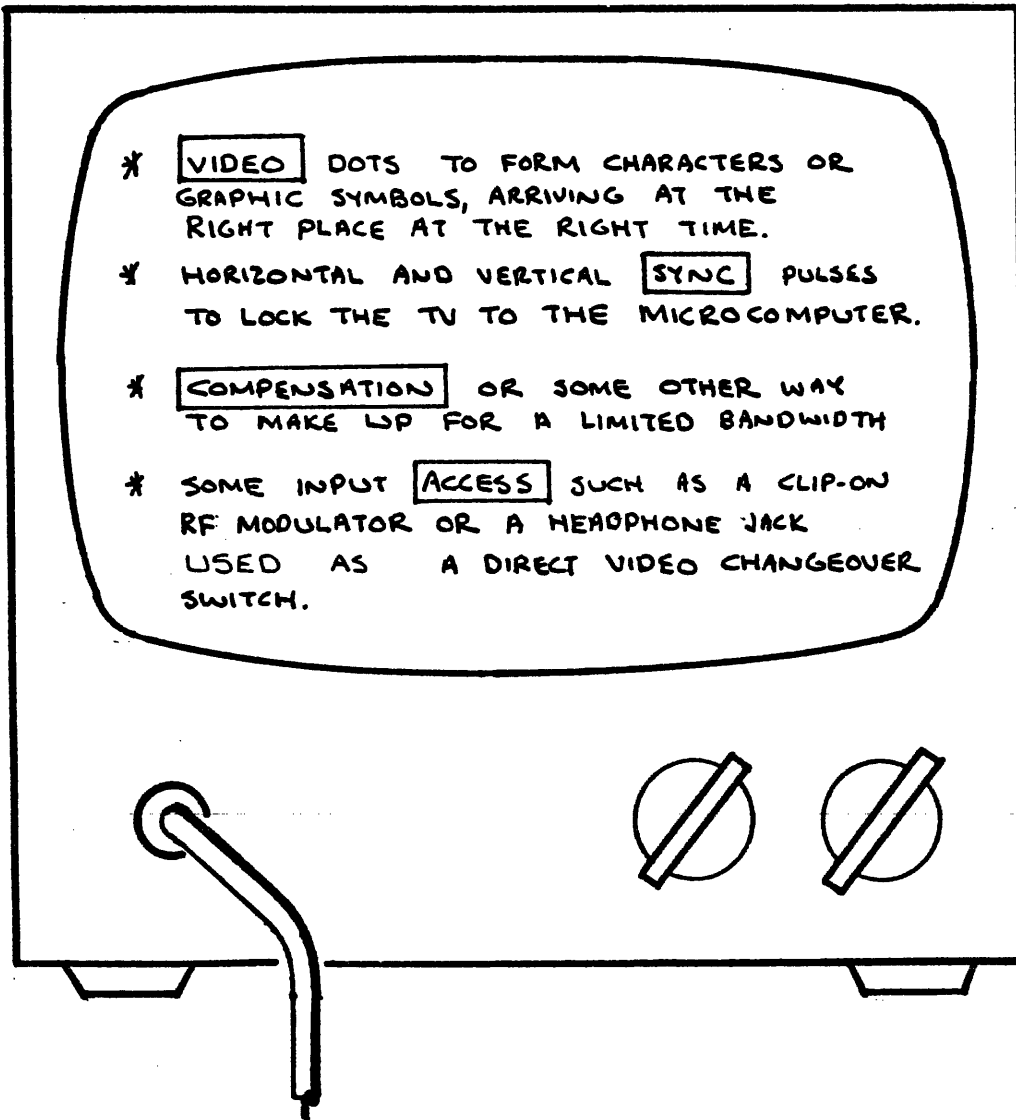 * VIDEO DOTS TO FORM CHARACTERS OR
GRAPHIC SYMBOLS, ARRIVING AT THE
RIGHT PLACE AT THE RIGHT TIME.
* HORIZONTAL AND VERTICAL SYNC PULSES
TO LOCK THE TV TO THE MICROCOMPUTER.
* COMPENSATION OR SOME OTHER WAY
TO MAKE UP FOR A LIMITED BANDWIDTH
* SOME INPUT ACCESS SUCH AS A CLIP-ON
RF MODULATOR OR A HEADPHONE JACK
USED AS A DIRECT VIDEO CHANGEOVER
SWITCH.